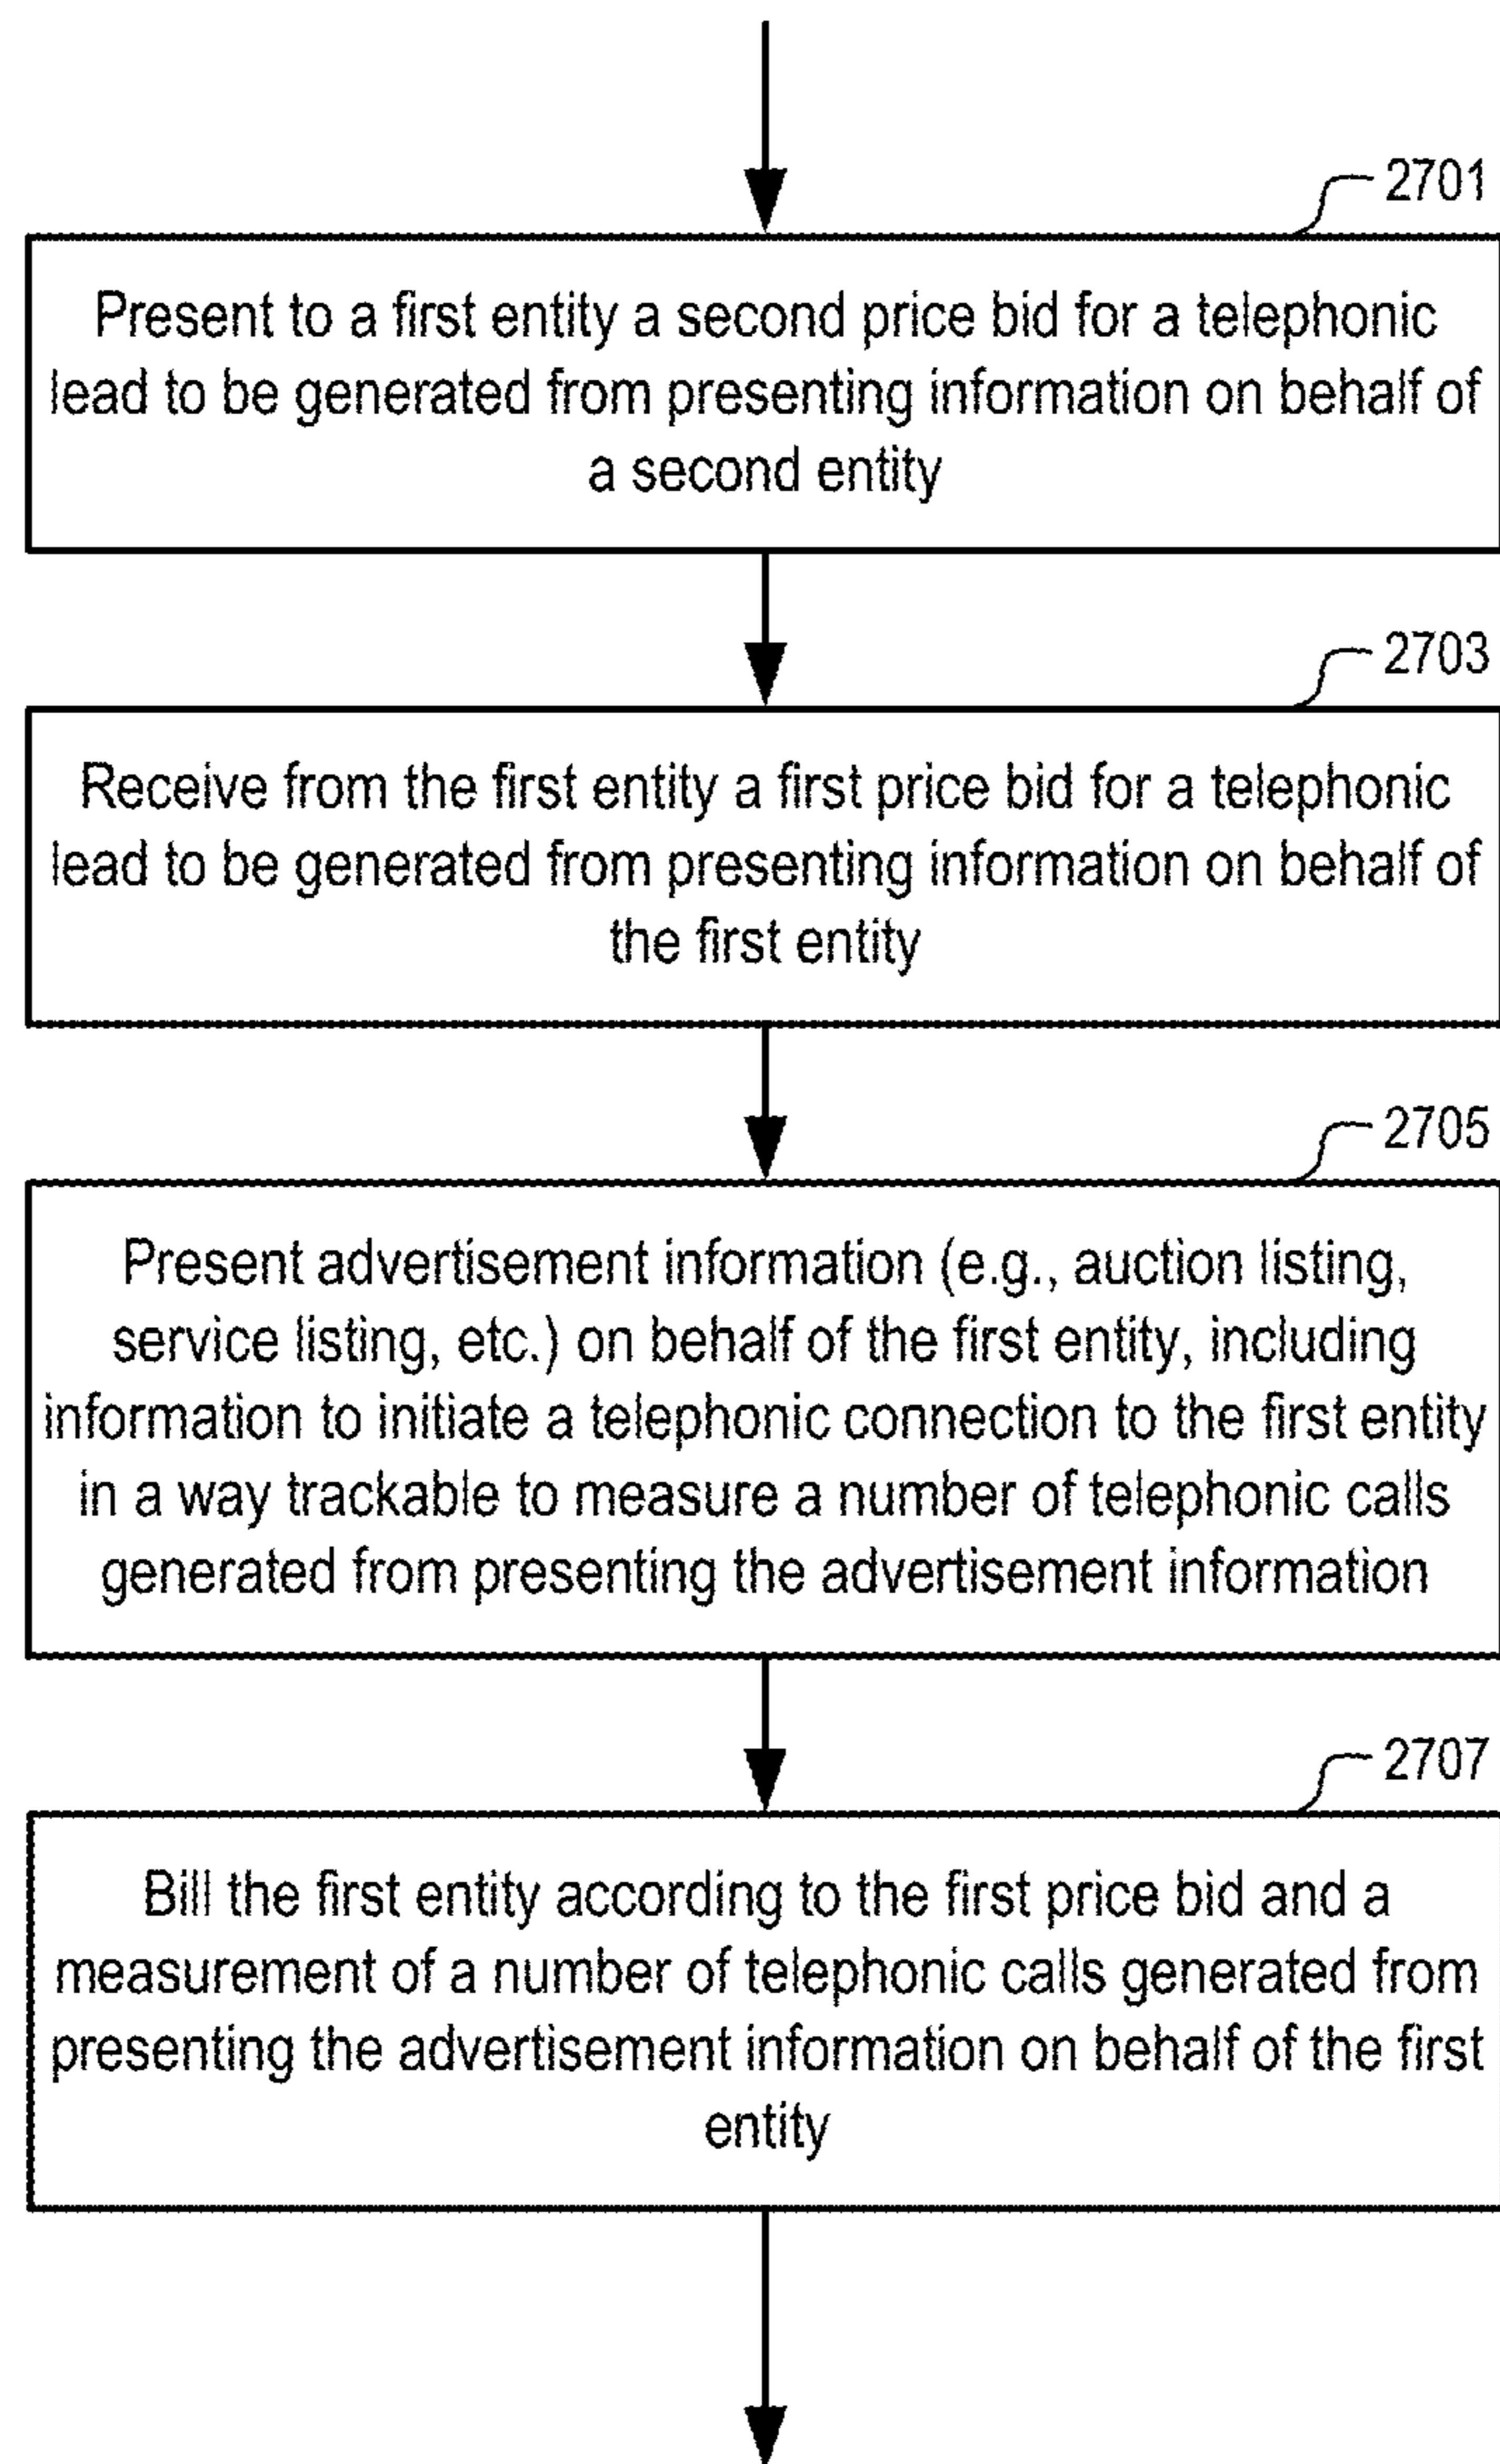 2701
Present to a first entity a second price bid for a telephonic
lead to be generated from presenting information on behalf of
a second entity
2703
Receive from the first entity a first price bid for a telephonic
lead to be generated from presenting information on behalf of
the first entity
2705
Present advertisement information (e.g., auction listing,
service listing, etc.) on behalf of the first entity, including
information to initiate a telephonic connection to the first entity
in a way trackable to measure a number of telephonic calls
generated from presenting the advertisement information
2707
Bill the first entity according to the first price bid and a
measurement of a number of telephonic calls generated from
presenting the advertisement information on behalf of the first
entity